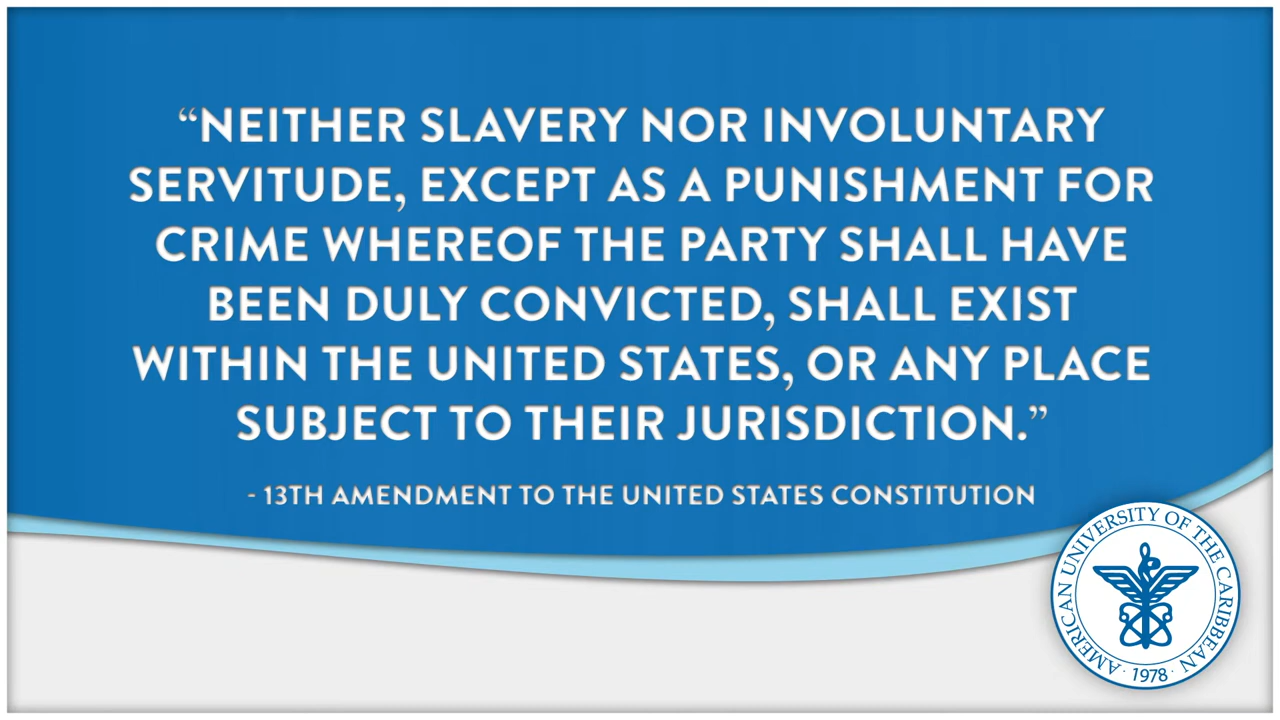 “NEITHER SLAVERY NOR INVOLUNTARY
SERVITUDE, EXCEPT AS A PUNISHMENT FOR
CRIME WHEREOF THE PARTY SHALL HAVE
BEEN DULY CONVICTED, SHALL EXIST
WITHIN THE UNITED STATES, OR ANY PLACE
SUBJECT TO THEIR JURISDICTION.”
- 13TH AMENDMENT TO THE UNITED STATES CONSTITUTION
AMERICAN UNIVERSITY OF THE CARIBBEAN
· 1978 ·